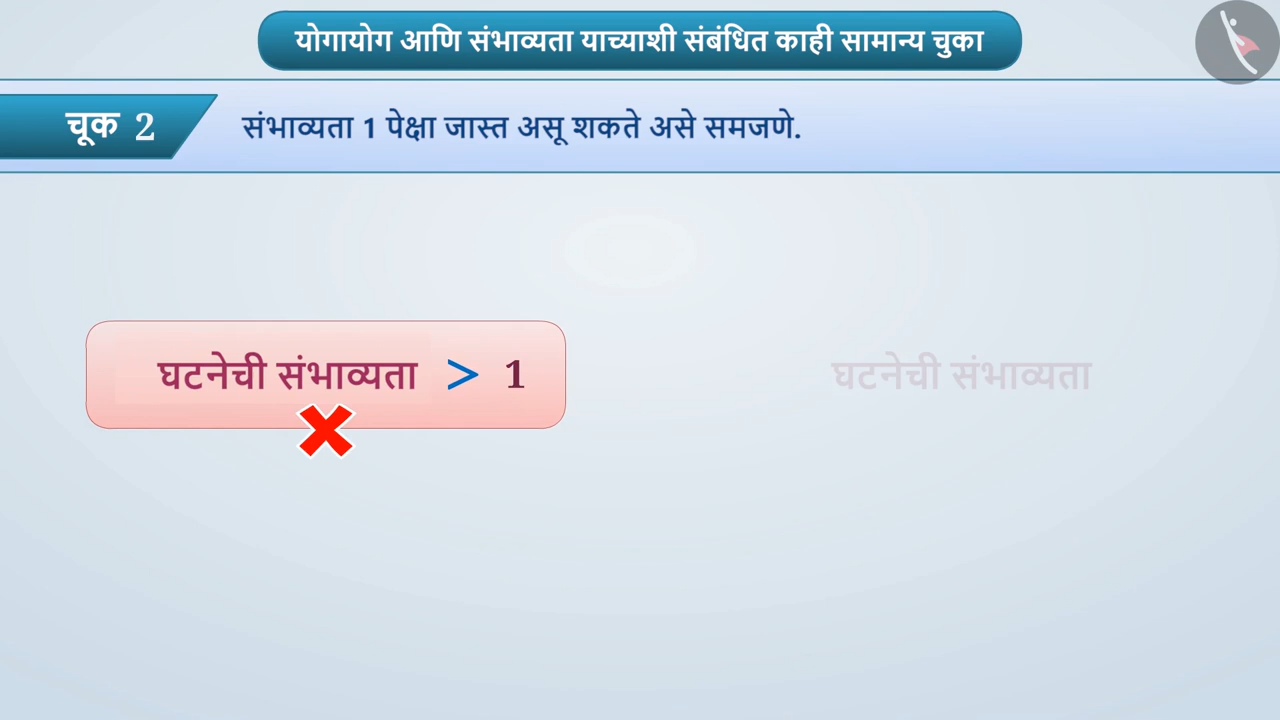 योगायोग आणि संभाव्यता याच्याशी संबंधित काही सामान्य चुका
चूक 2
संभाव्यता 1 पेक्षा जास्त असू शकते असे समजणे.
घटनेची संभाव्यता > 1
घटनेची संभाव्यता